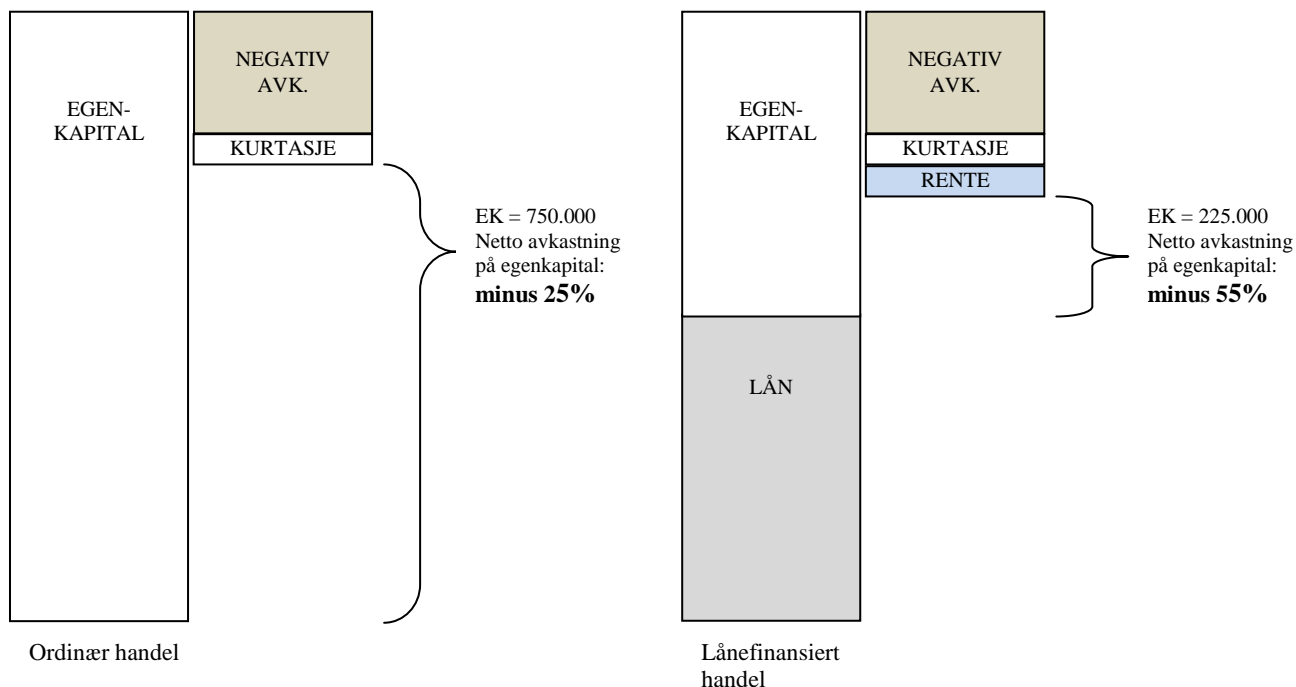 EGEN-
KAPITAL
NEGATIV
AVK.
KURTASJE
EK = 750.000
Netto avkastning
på egenkapital:
minus 25%
Ordinær handel
EGEN-
KAPITAL
LÅN
NEGATIV
AVK.
KURTASJE
RENTE
EK = 225.000
Netto avkastning
på egenkapital:
minus 55%
Lånefinansiert
handel